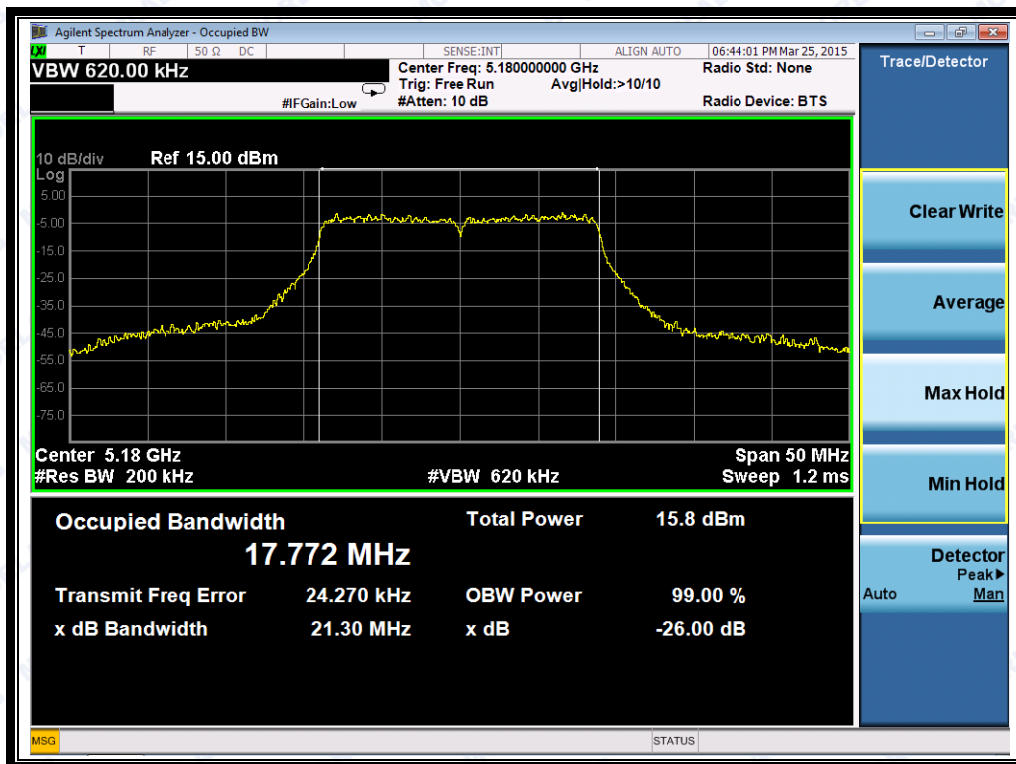 Agilent Spectrum Analyzer - Occupied BW
LXI T RF 50 Ω DC SENSE:INT ALIGN AUTO 06:44:01 PM Mar 25, 2015
VBW 620.00 kHz
Center Freq: 5.180000000 GHz Radio Std: None
Trig: Free Run Avg|Hold:>10/10
#IFGain:Low #Atten: 10 dB Radio Device: BTS
Trace/Detector
10 dB/div Ref 15.00 dBm
Log
5.00
-5.00
-15.0
-25.0
-35.0
-45.0
-55.0
-65.0
-75.0
Center 5.18 GHz Span 50 MHz
#Res BW 200 kHz #VBW 620 kHz Sweep 1.2 ms
Occupied Bandwidth Total Power 15.8 dBm
17.772 MHz
Transmit Freq Error 24.270 kHz OBW Power 99.00 %
x dB Bandwidth 21.30 MHz x dB -26.00 dB
Clear Write
Average
Max Hold
Min Hold
Detector
Peak▶
Auto Man
MSG STATUS